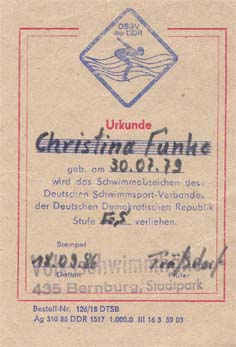 DSSV
der DDR
Urkunde
Christina Funke
geb. am 30.07.79
wird das Schwimmabzeichen des
Deutschen Schwimmsport-Verbandes
der Deutschen Demokratischen Republik
Stufe verliehen.
Stempel
18.09.86
Datum Prüfer
435 Bernburg, Stadtpark
Bestell-Nr. 126/18 DTSB
Ag 310 86 DDR 1517 1.000.0 III 16 3 59 03